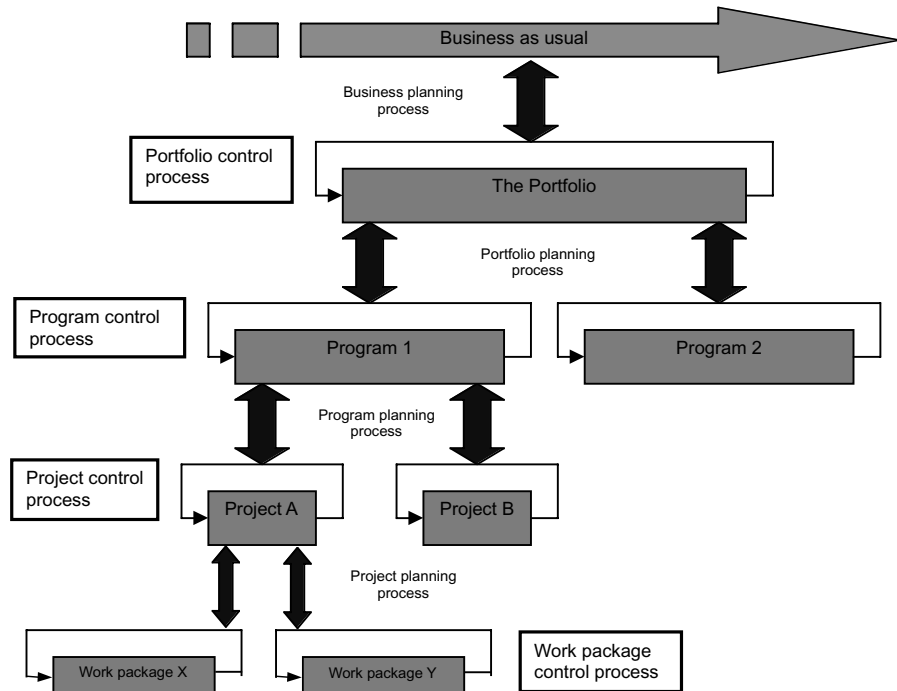 Business as usual
Business planning
process
Portfolio control
process
The Portfolio
Portfolio planning
process
Program control
process
Program 1
Program 2
Program planning
process
Project control
process
Project A
Project B
Project planning
process
Work package X
Work package Y
Work package
control process